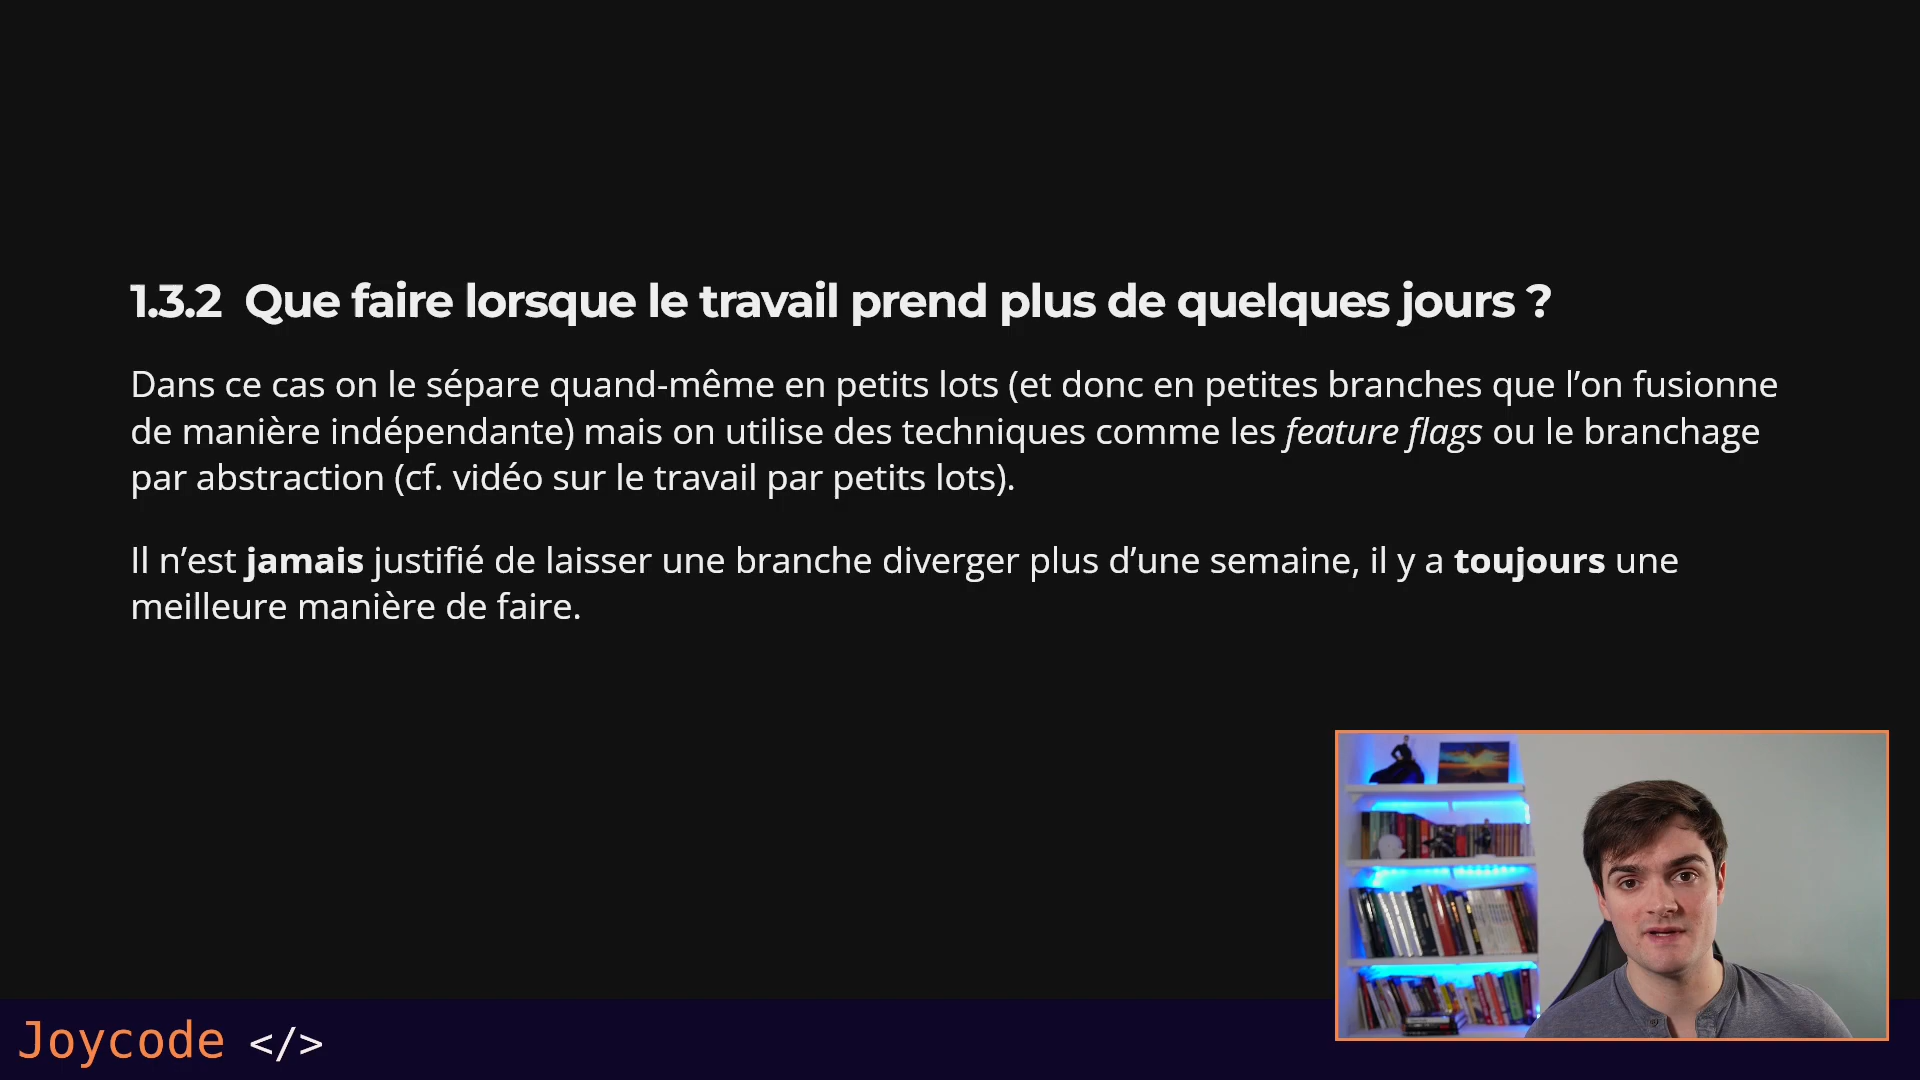 1.3.2 Que faire lorsque le travail prend plus de quelques jours ?
Dans ce cas on le sépare quand-même en petits lots (et donc en petites branches que l’on fusionne
de manière indépendante) mais on utilise des techniques comme les feature flags ou le branchage
par abstraction (cf. vidéo sur le travail par petits lots).
Il n’est jamais justifié de laisser une branche diverger plus d’une semaine, il y a toujours une
meilleure manière de faire.
Joycode </>